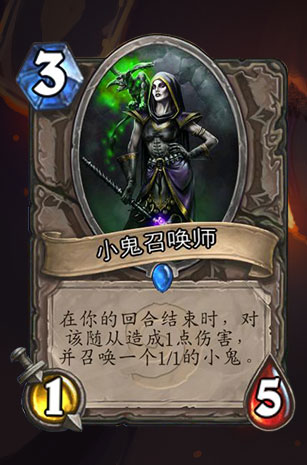 3
小鬼召唤师
在你的回合结束时，对
该随从造成1点伤害，
并召唤一个1/1的小鬼。
1
5